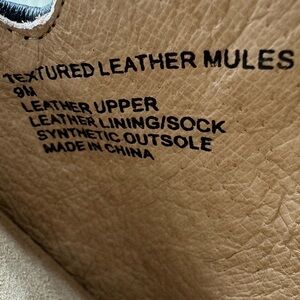 TEXTURED LEATHER MULES
9M
LEATHER UPPER
LEATHER LINING/SOCK
SYNTHETIC OUTSOLE
MADE IN CHINA